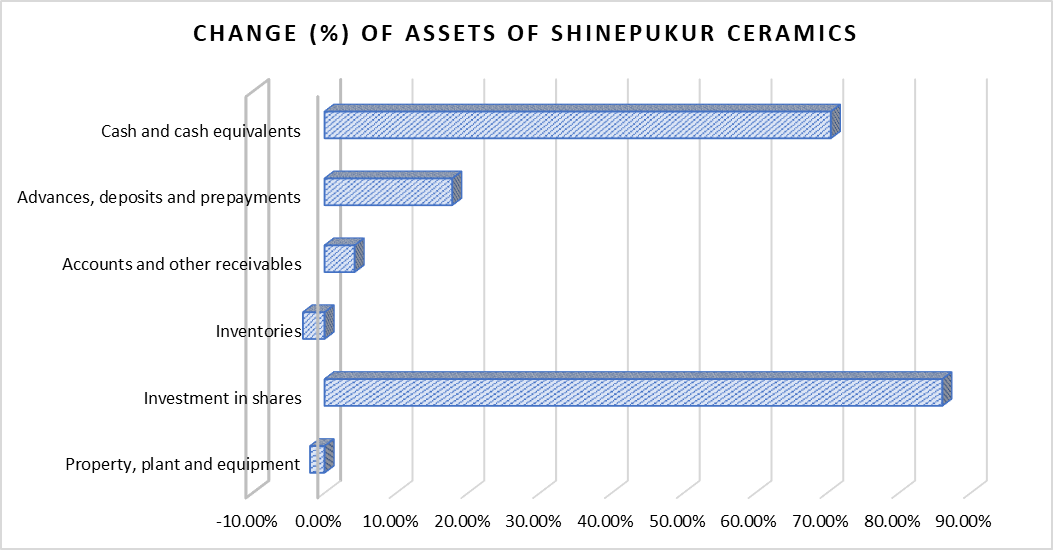 CHANGE (%) OF ASSETS OF SHINEPUKUR CERAMICS
Cash and cash equivalents
Advances, deposits and prepayments
Accounts and other receivables
Inventories
Investment in shares
Property, plant and equipment
-10.00% 0.00% 10.00% 20.00% 30.00% 40.00% 50.00% 60.00% 70.00% 80.00% 90.00%